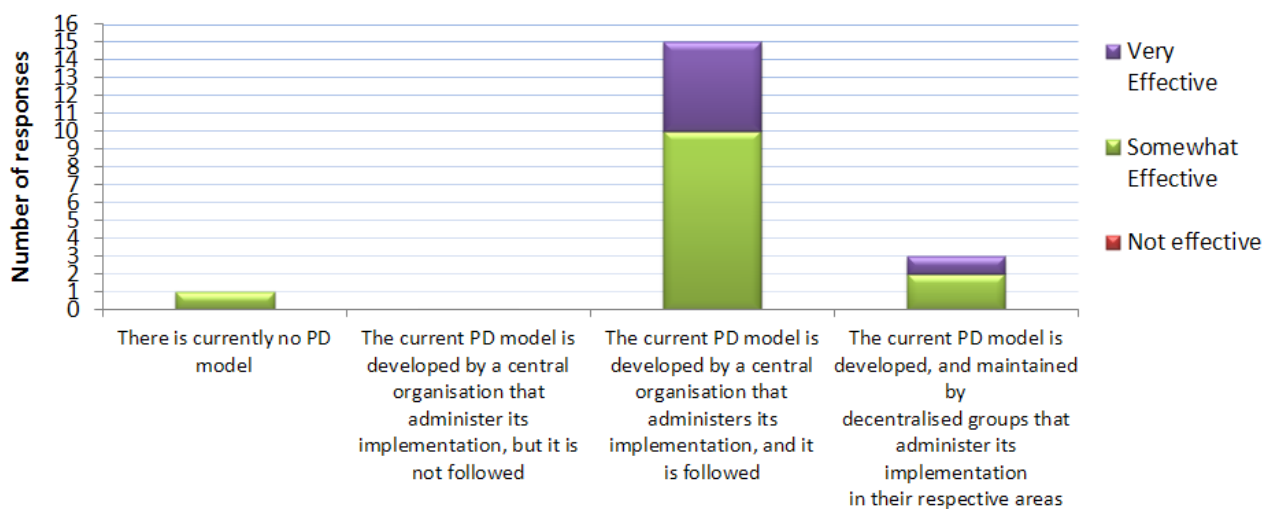 Number of responses
16
15
14
13
12
11
10
9
8
7
6
5
4
3
2
1
0
There is currently no PD
model
The current PD model is
developed by a central
organisation that
administer its
implementation, but it is
not followed
The current PD model is
developed by a central
organisation that
administers its
implementation, and it
is followed
The current PD model is
developed, and maintained
by
decentralised groups that
administer its
implementation
in their respective areas
Very
Effective
Somewhat
Effective
Not effective